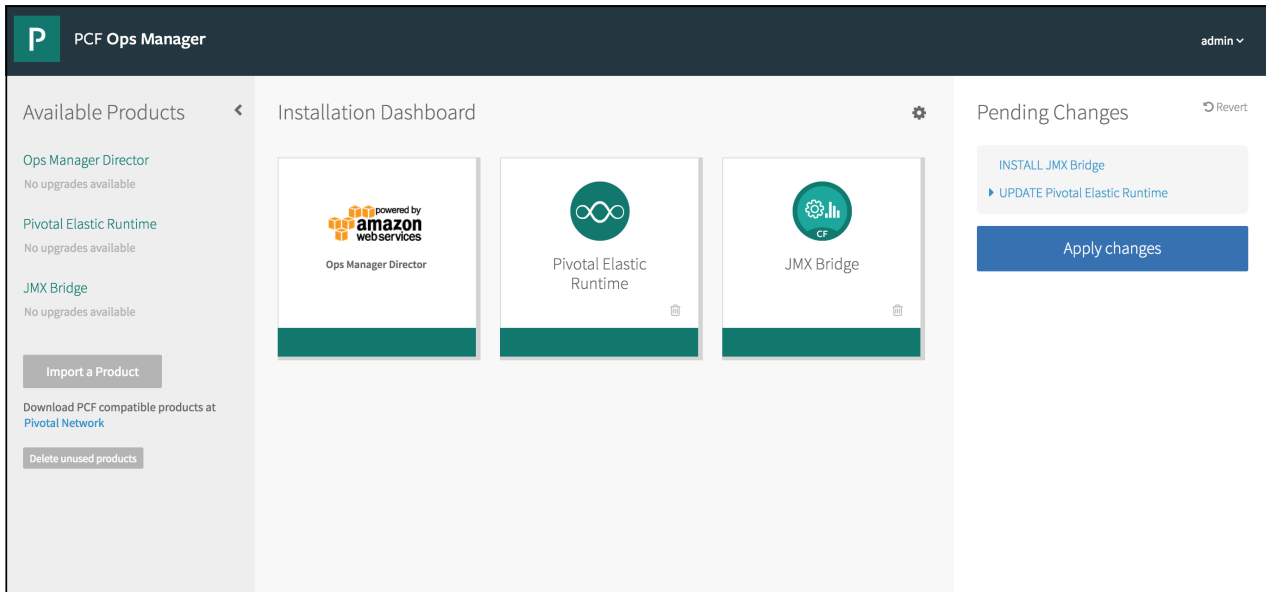 P
PCF Ops Manager
admin
Available Products
Ops Manager Director
No upgrades available
Pivotal Elastic Runtime
No upgrades available
JMX Bridge
No upgrades available
Import a Product
Download PCF compatible products at
Pivotal Network
Delete unused products
Installation Dashboard
powered by
amazon
webservices
Ops Manager Director
Pivotal Elastic
Runtime
CF
JMX Bridge
Pending Changes
Revert
INSTALL JMX Bridge
UPDATE Pivotal Elastic Runtime
Apply changes